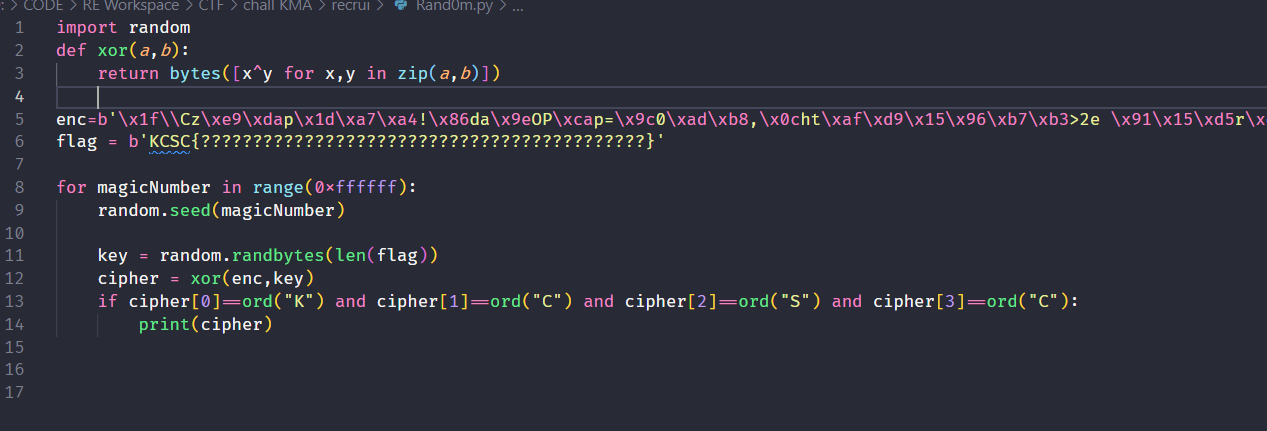 : > CODE > RE Workspace > CTF > chall KMA > recrui > Rand0m.py > ...
1 import random
2 def xor(a,b):
3 return bytes([x^y for x,y in zip(a,b)])
4
5 enc=b'\x1f\\Cz\xe9\xdap\x1d\xa7\xa4!\x86da\x9eOP\xcap=\x9c0\xad\xb8,\x0cht\xaf\xd9\x15\x96\xb7\xb3>2e \x91\x15\xd5r\x
6 flag = b'KCSC{???????????????????????????????????????????}'
7
8 for magicNumber in range(0xffffff):
9 random.seed(magicNumber)
10
11 key = random.randbytes(len(flag))
12 cipher = xor(enc,key)
13 if cipher[0]==ord("K") and cipher[1]==ord("C") and cipher[2]==ord("S") and cipher[3]==ord("C"):
14 print(cipher)
15
16
17